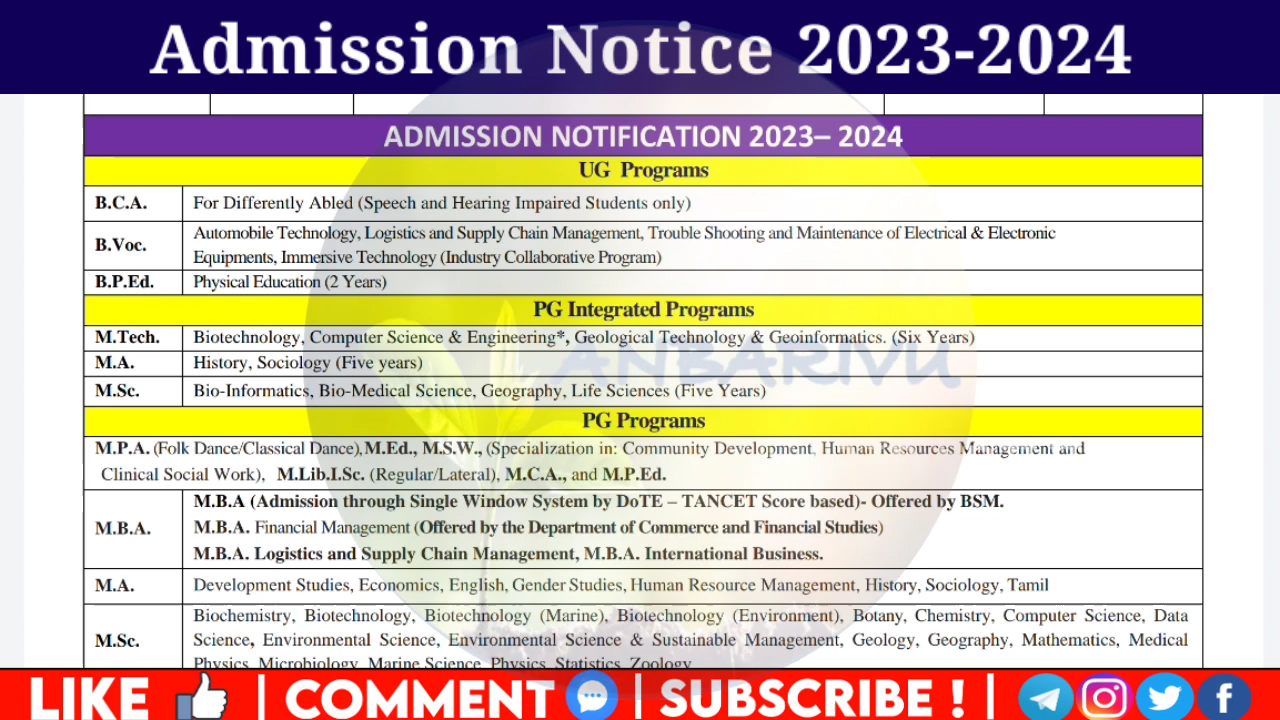 Admission Notice 2023-2024
ADMISSION NOTIFICATION 2023– 2024
UG Programs
B.C.A. For Differently Abled (Speech and Hearing Impaired Students only)
B.Voc. Automobile Technology, Logistics and Supply Chain Management, Trouble Shooting and Maintenance of Electrical & Electronic
Equipments, Immersive Technology (Industry Collaborative Program)
B.P.Ed. Physical Education (2 Years)
PG Integrated Programs
M.Tech. Biotechnology, Computer Science & Engineering*, Geological Technology & Geoinformatics. (Six Years)
M.A. History, Sociology (Five years)
ANBARIVU
M.Sc. Bio-Informatics, Bio-Medical Science, Geography, Life Sciences (Five Years)
PG Programs
M.P.A. (Folk Dance/Classical Dance), M.Ed., M.S.W., (Specialization in: Community Development, Human Resources Management and
Clinical Social Work), M.Lib.I.Sc. (Regular/Lateral), M.C.A., and M.P.Ed.
M.B.A. M.B.A (Admission through Single Window System by DoTE – TANCET Score based)- Offered by BSM.
M.B.A. Financial Management (Offered by the Department of Commerce and Financial Studies)
M.B.A. Logistics and Supply Chain Management, M.B.A. International Business.
M.A. Development Studies, Economics, English, Gender Studies, Human Resource Management, History, Sociology, Tamil
M.Sc. Biochemistry, Biotechnology, Biotechnology (Marine), Biotechnology (Environment), Botany, Chemistry, Computer Science, Data
Science, Environmental Science, Environmental Science & Sustainable Management, Geology, Geography, Mathematics, Medical
Physics, Microbiology, Marine Science, Physics, Statistics, Zoology
LIKE | COMMENT | SUBSCRIBE ! |